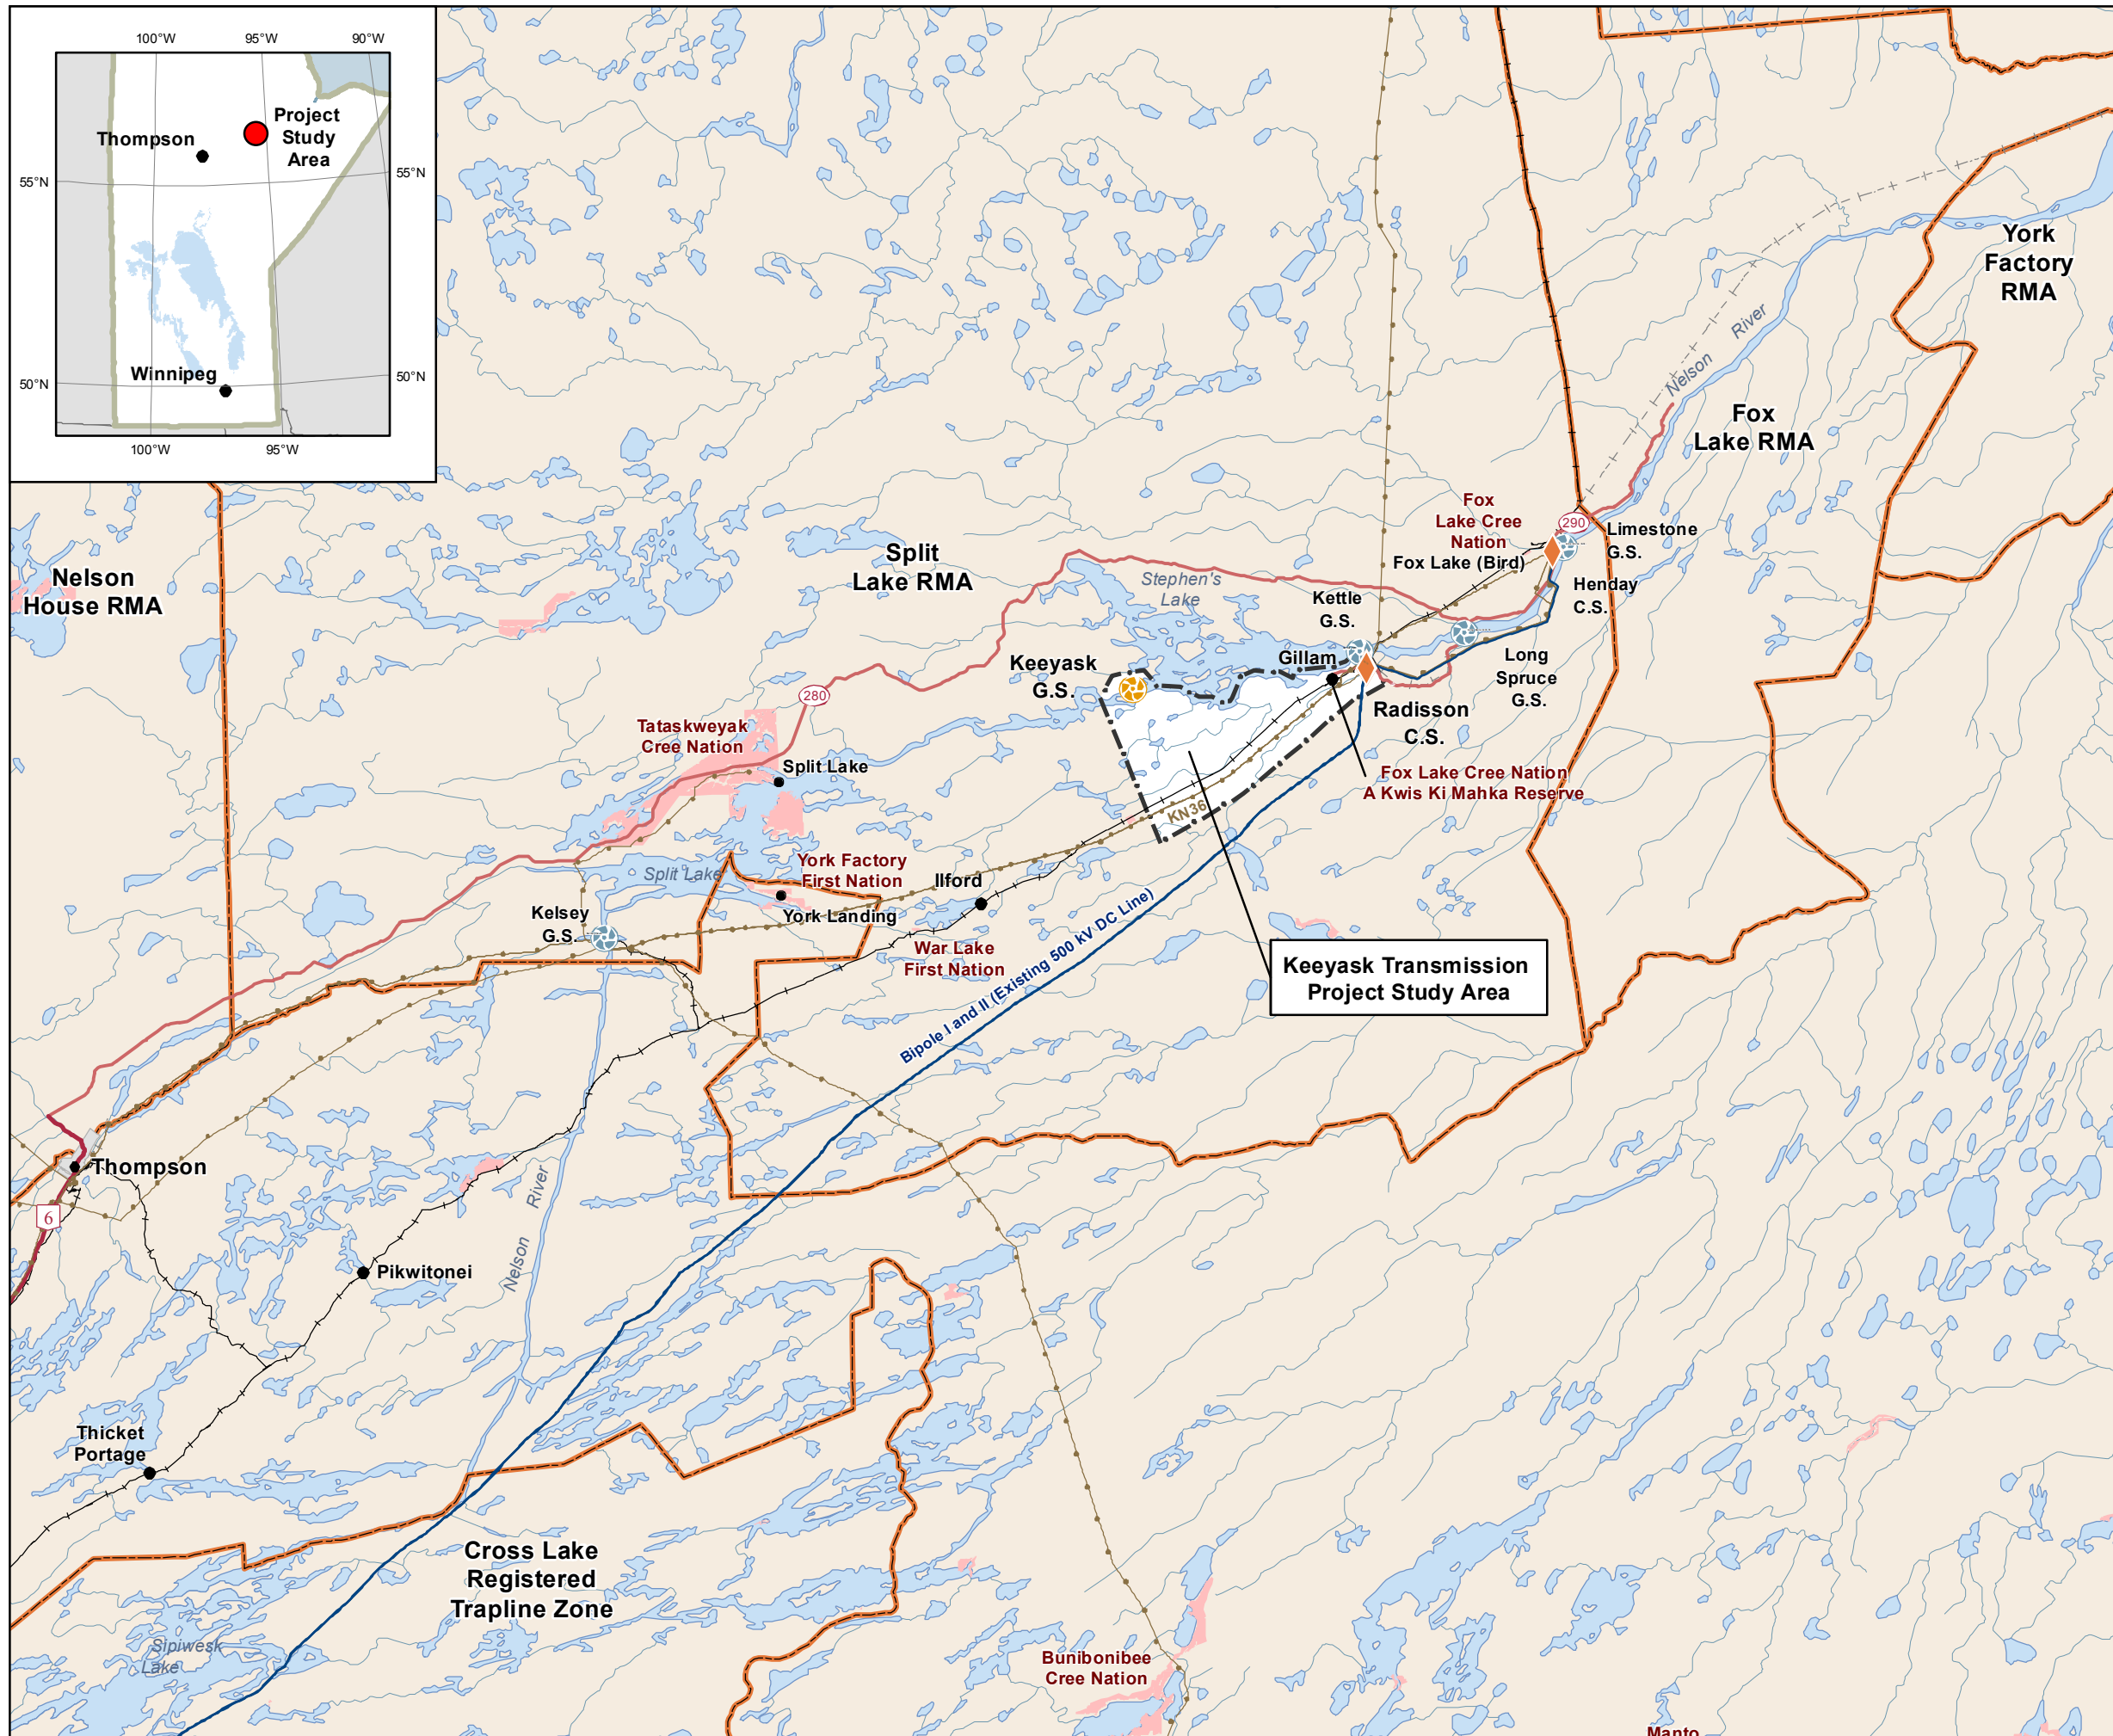 100°W
95°W
90°W
Project
Study
Area
Thompson
55°N
55°N
Winnipeg
50°N
50°N
100°W
95°W
York
Factory
RMA
Nelson River
Fox
Lake RMA
Fox
Lake Cree
Nation
290
Limestone
G.S.
Fox Lake (Bird)
Henday
C.S.
Split
Lake RMA
Nelson
House RMA
Stephen's
Lake
Kettle
G.S.
Keeyask
G.S.
Gillam
Long
Spruce
G.S.
280
Radisson
C.S.
Tataskweyak
Cree Nation
Split Lake
Fox Lake Cree Nation
A Kwis Ki Mahka Reserve
KN36
York Factory
First Nation
Split Lake
Ilford
Kelsey
G.S.
York Landing
War Lake
First Nation
Bipole I and II (Existing 500 kV DC Line)
Keeyask Transmission
Project Study Area
Thompson
6
Nelson River
Pikwitonei
Thicket
Portage
Cross Lake
Registered
Trapline Zone
Sipiwesk
Lake
Bunibonibee
Cree Nation
Manto